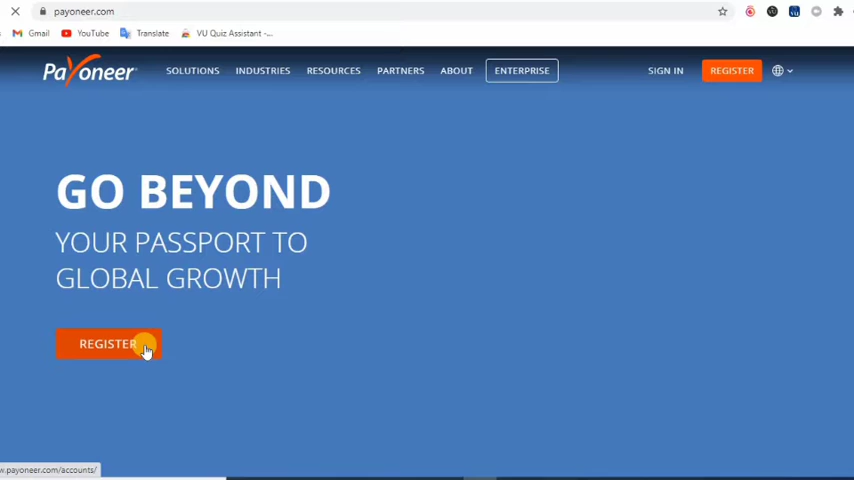 payoneer.com
Gmail YouTube Translate VU Quiz Assistant -...
Payoneer SOLUTIONS INDUSTRIES RESOURCES PARTNERS ABOUT ENTERPRISE SIGN IN REGISTER
GO BEYOND
YOUR PASSPORT TO
GLOBAL GROWTH
REGISTER
w.payoneer.com/accounts/